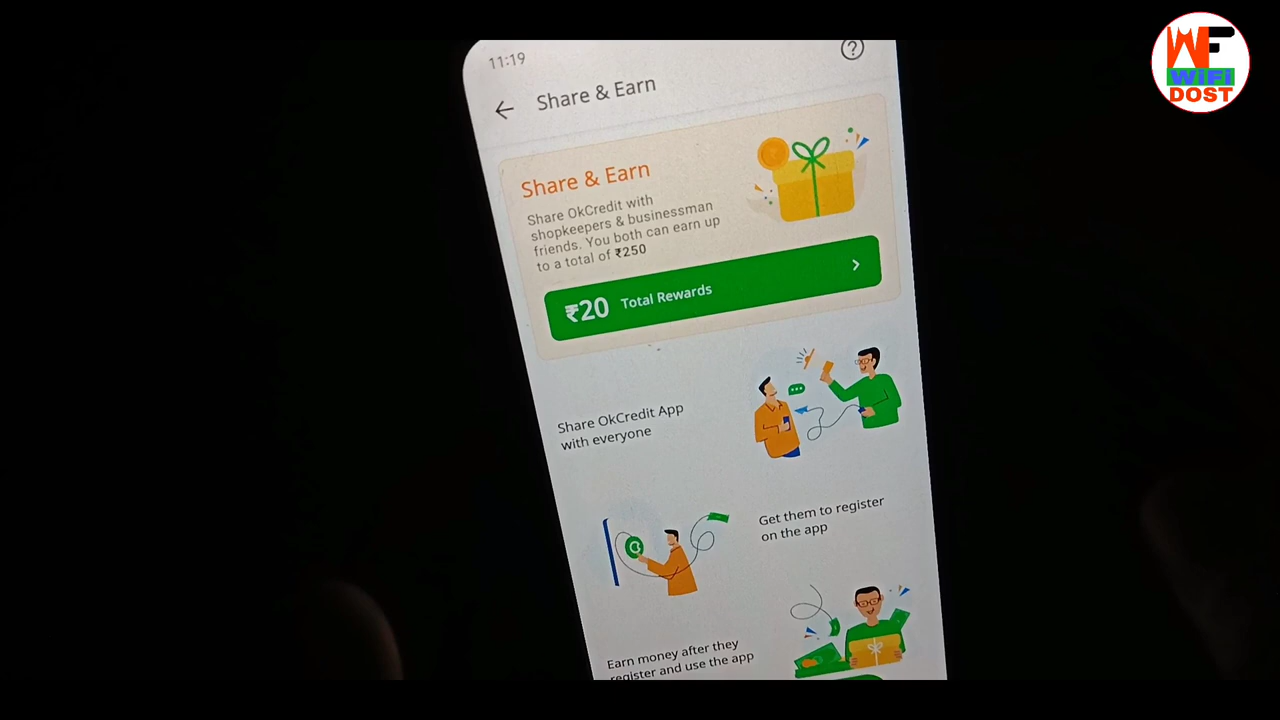 11:19
Share & Earn
Share & Earn
Share OkCredit with
shopkeepers & businessman
friends. You both can earn up
to a total of ₹250
₹20 Total Rewards
Share OkCredit App
with everyone
Get them to register
on the app
Earn money after they
register and use the app
WF
WiFi
DOST